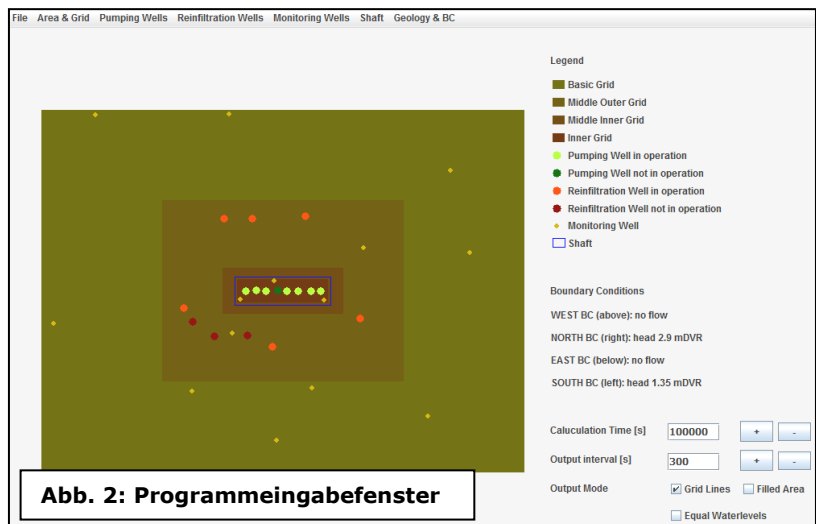 File Area & Grid Pumping Wells Reinfiltration Wells Monitoring Wells Shaft Geology & BC
Legend
Basic Grid
Middle Outer Grid
Middle Inner Grid
Inner Grid
Pumping Well in operation
Pumping Well not in operation
Reinfiltration Well in operation
Reinfiltration Well not in operation
Monitoring Well
Shaft
Boundary Conditions
WEST BC (above): no flow
NORTH BC (right): head 2.9 mDVR
EAST BC (below): no flow
SOUTH BC (left): head 1.35 mDVR
Caluculation Time [s] 100000 + -
Output interval [s] 300 + -
Output Mode Grid Lines Filled Area
Equal Waterlevels
Abb. 2: Programmeingabefenster